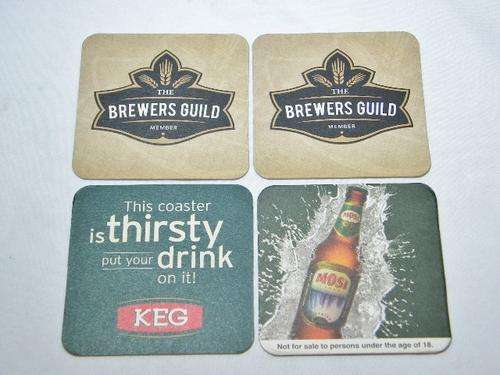 THE
BREWERS GUILD
MEMBER
THE
BREWERS GUILD
MEMBER
This coaster
is thirsty
put your drink
on it!
KEG
MOSI
MOSI
Not for sale to persons under the age of 18.